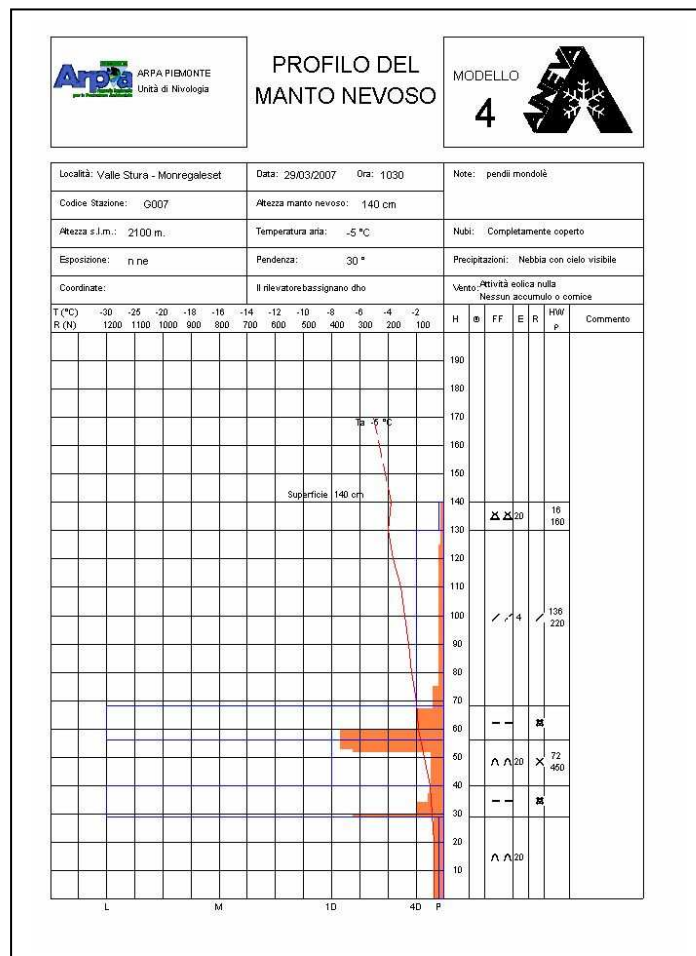 Arpa
ARPA PIEMONTE
Unità di Nivologia
PROFILO DEL
MANTO NEVOSO
MODELLO
4
AINEVA
Località: Valle Stura - Monregaleset
Data: 29/03/2007 Ora: 1030
Note: pendii mondolè
Codice Stazione: G007
Altezza manto nevoso: 140 cm
Altezza s.l.m.: 2100 m.
Temperatura aria: -5 °C
Nubi: Completamente coperto
Esposizione: n ne
Pendenza: 30 °
Precipitazioni: Nebbia con cielo visibile
Coordinate:
Il rilevatorebassignano dho
Vento: Attività eolica nulla
Nessun accumulo o cornice
T (°C) -30 -25 -20 -18 -16 -14 -12 -10 -8 -6 -4 -2
R (N) 1200 1100 1000 900 800 700 600 500 400 300 200 100
H FF E R HW ρ Commento
190
180
170
Ta -5 °C
160
150
Superficie 140 cm
140
20 16
160
130
120
110
100
4 136
220
90
80
70
60
50
20 72
450
40
30
20
20
10
L M 1D 4D P